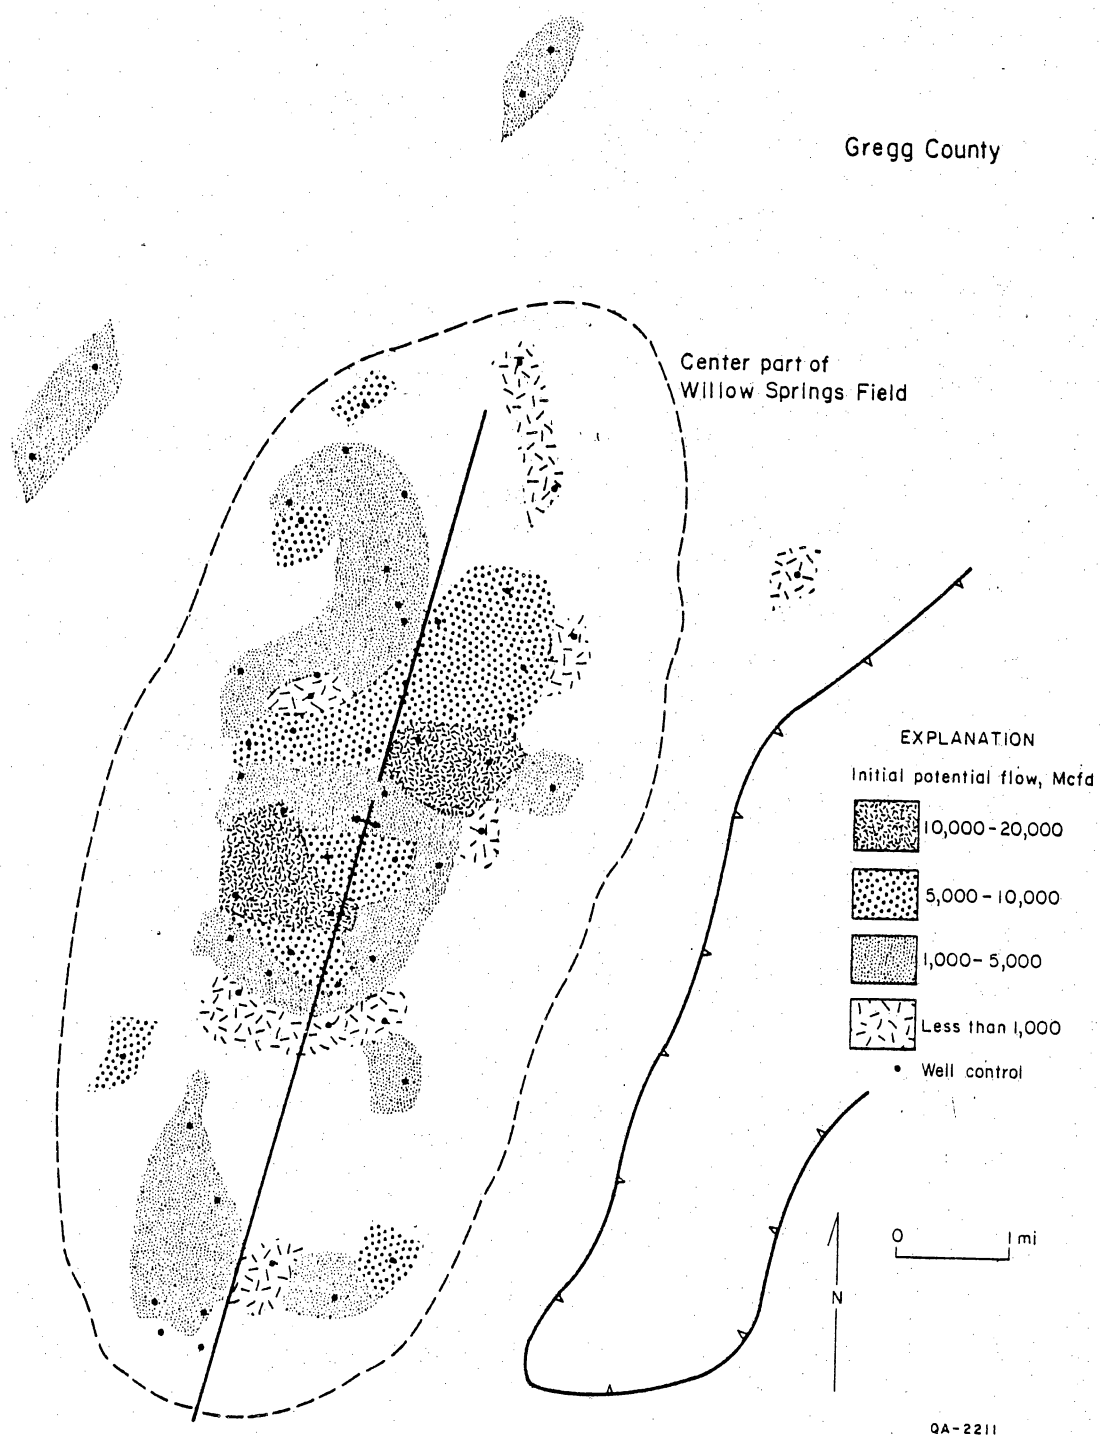 Gregg County
Center part of
Willow Springs Field
EXPLANATION
Initial potential flow, Mcfd
10,000-20,000
5,000-10,000
1,000-5,000
Less than 1,000
Well control
0 1 mi
N
QA-2211